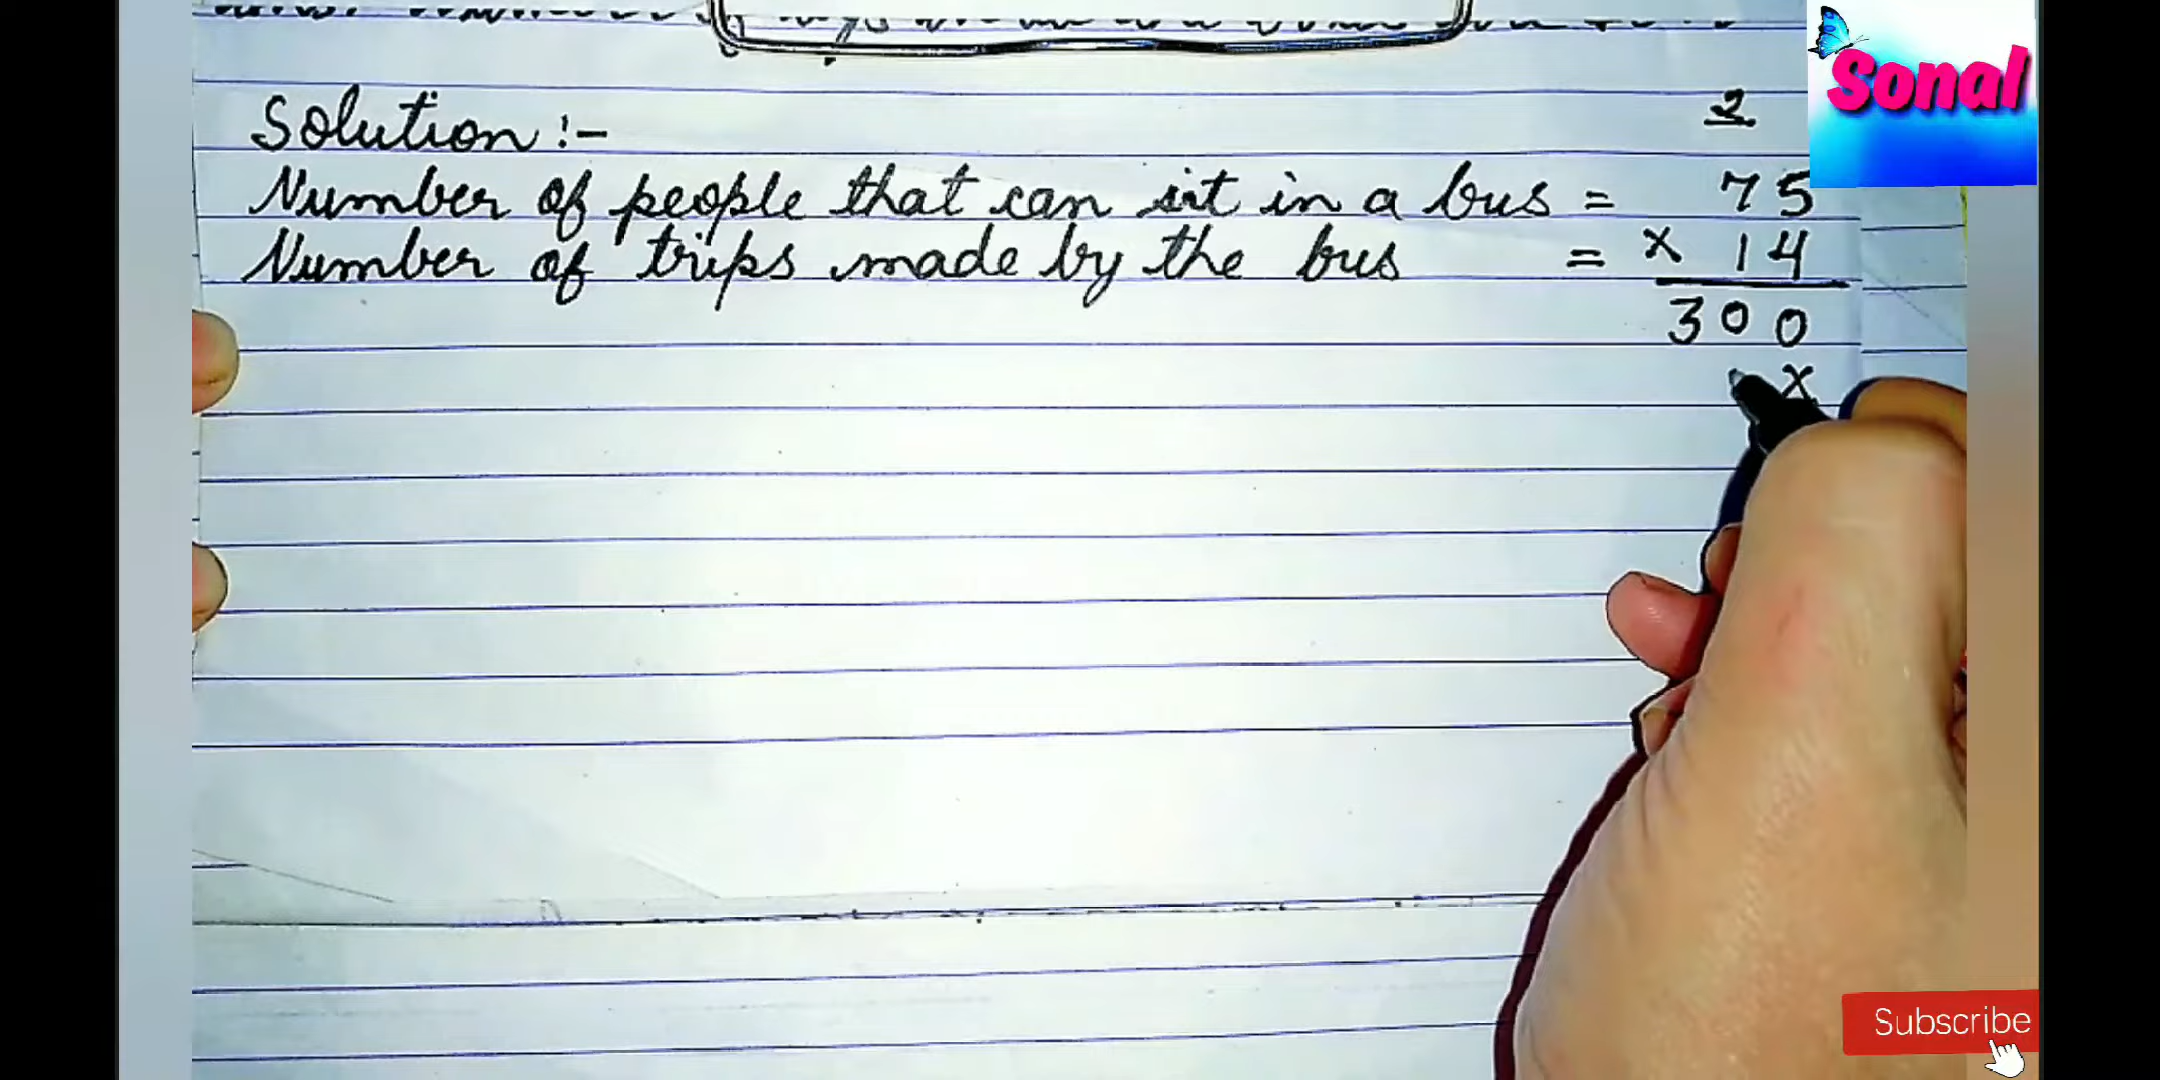 Solution :-
2
Number of people that can sit in a bus = 75
Number of trips made by the bus = x 14
300
x
Sonal
Subscribe